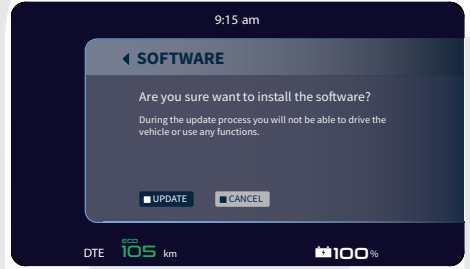 9:15 am
SOFTWARE
Are you sure want to install the software?
During the update process you will not be able to drive the
vehicle or use any functions.
UPDATE CANCEL
DTE ECO 105 km 100%